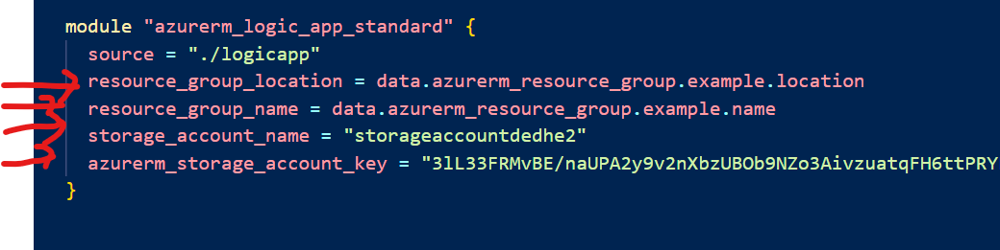 module "azurerm_logic_app_standard" {
source = "./logicapp"
resource_group_location = data.azurerm_resource_group.example.location
resource_group_name = data.azurerm_resource_group.example.name
storage_account_name = "storageaccountdedhe2"
azurerm_storage_account_key = "3lL33FRMvBE/naUPA2y9v2nXbzUBOb9NZo3AivzuatqFH6ttPRY
}